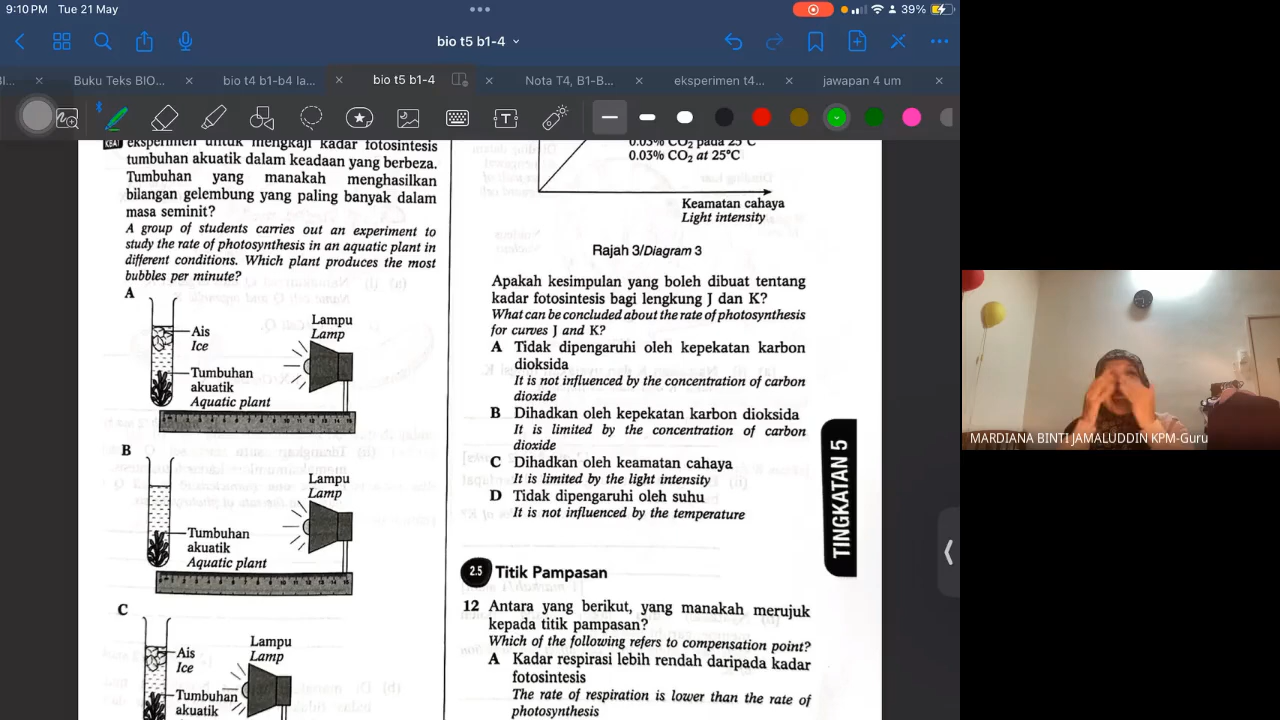 9:10 PM Tue 21 May
39%
bio t5 b1-4
Buku Teks BIO...
bio t4 b1-b4 la...
bio t5 b1-4
Nota T4, B1-B...
eksperimen t4...
jawapan 4 um
KBAT
eksperimen untuk mengkaji kadar fotosintesis
tumbuhan akuatik dalam keadaan yang berbeza.
Tumbuhan yang manakah menghasilkan
bilangan gelembung yang paling banyak dalam
masa seminit?
A group of students carries out an experiment to
study the rate of photosynthesis in an aquatic plant in
different conditions. Which plant produces the most
bubbles per minute?
A
Ais
Ice
Lampu
Lamp
Tumbuhan
akuatik
Aquatic plant
B
Lampu
Lamp
Tumbuhan
akuatik
Aquatic plant
C
Ais
Ice
Lampu
Lamp
Tumbuhan
akuatik
0.03% CO₂ pada 25°C
0.03% CO₂ at 25°C
Keamatan cahaya
Light intensity
Rajah 3/Diagram 3
Apakah kesimpulan yang boleh dibuat tentang
kadar fotosintesis bagi lengkung J dan K?
What can be concluded about the rate of photosynthesis
for curves J and K?
A Tidak dipengaruhi oleh kepekatan karbon
dioksida
It is not influenced by the concentration of carbon
dioxide
B Dihadkan oleh kepekatan karbon dioksida
It is limited by the concentration of carbon
dioxide
C Dihadkan oleh keamatan cahaya
It is limited by the light intensity
D Tidak dipengaruhi oleh suhu
It is not influenced by the temperature
2.5 Titik Pampasan
12 Antara yang berikut, yang manakah merujuk
kepada titik pampasan?
Which of the following refers to compensation point?
A Kadar respirasi lebih rendah daripada kadar
fotosintesis
The rate of respiration is lower than the rate of
photosynthesis
TINGKATAN 5
MARDIANA BINTI JAMALUDDIN KPM-Guru